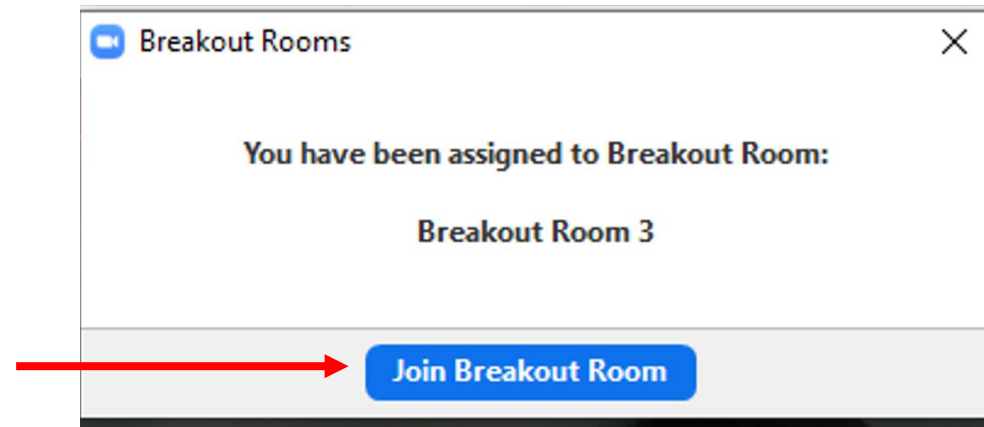 Breakout Rooms
You have been assigned to Breakout Room:
Breakout Room 3
Join Breakout Room